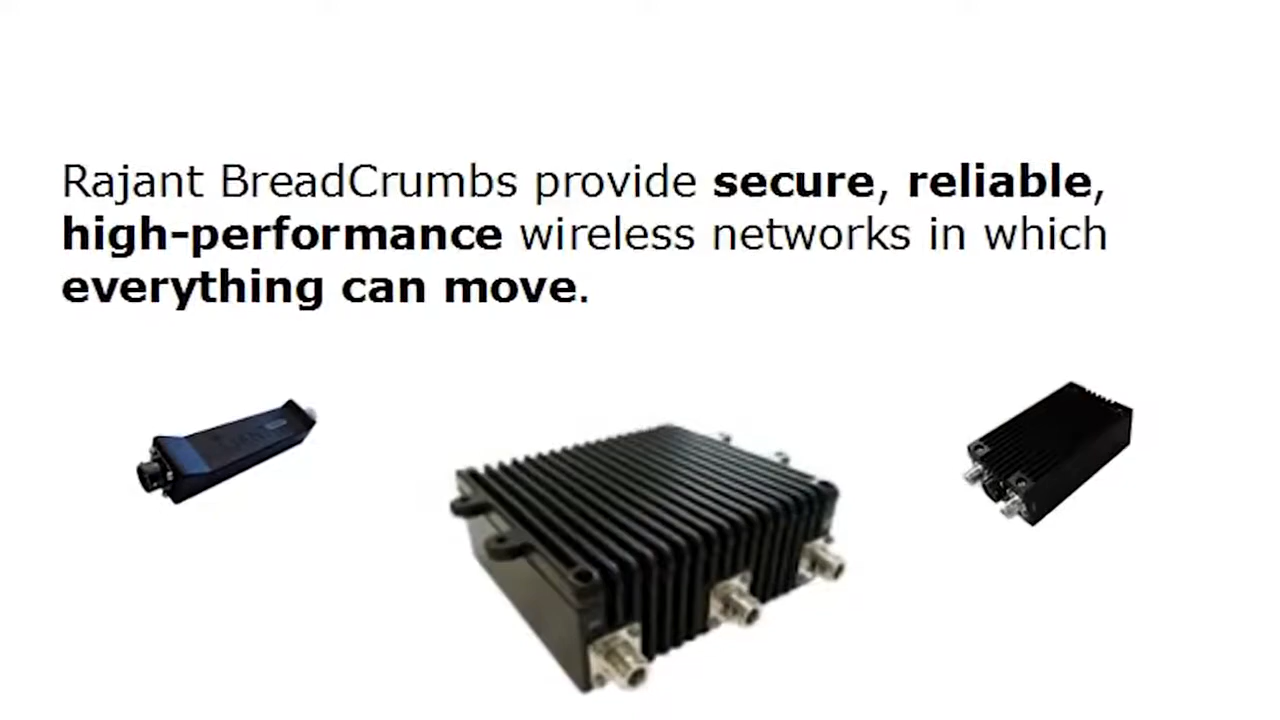 Rajant BreadCrumbs provide secure, reliable,
high-performance wireless networks in which
everything can move.